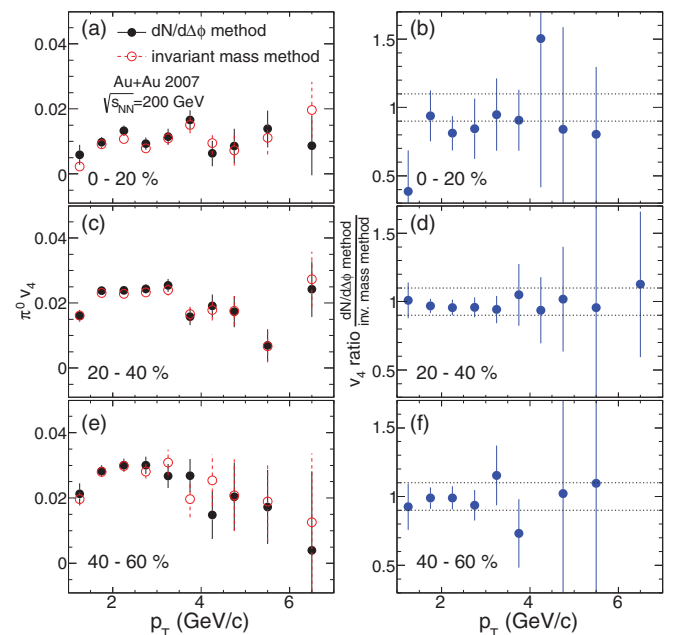 (a)
dN/dΔϕ method
invariant mass method
Au+Au 2007
√sNN=200 GeV
0.04
0.02
0
0 - 20 %
(b)
1.5
1
0.5
0 - 20 %
(c)
0.04
0.02
0
20 - 40 %
(d)
1.5
1
0.5
20 - 40 %
(e)
0.04
0.02
0
40 - 60 %
(f)
1.5
1
0.5
40 - 60 %
π⁰ v₄
v₄ ratio dN/dΔϕ method / inv. mass method
2 4 6
pT (GeV/c)
2 4 6
pT (GeV/c)